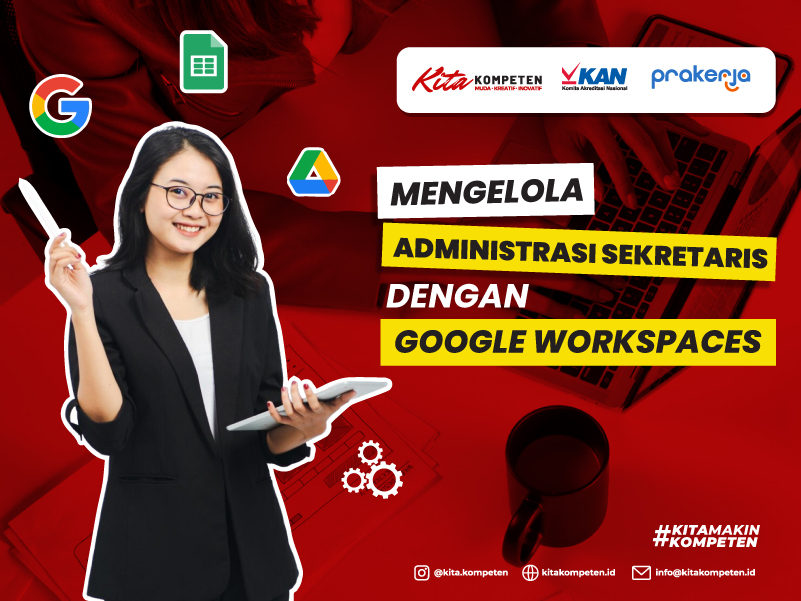 Kita KOMPETEN
MUDA • KREATIF • INOVATIF
KAN
Komite Akreditasi Nasional
prakerja
MENGELOLA
ADMINISTRASI SEKRETARIS
DENGAN
GOOGLE WORKSPACES
#KITAMAKIN
KOMPETEN
@kita.kompeten
kitakompeten.id
info@kitakompeten.id